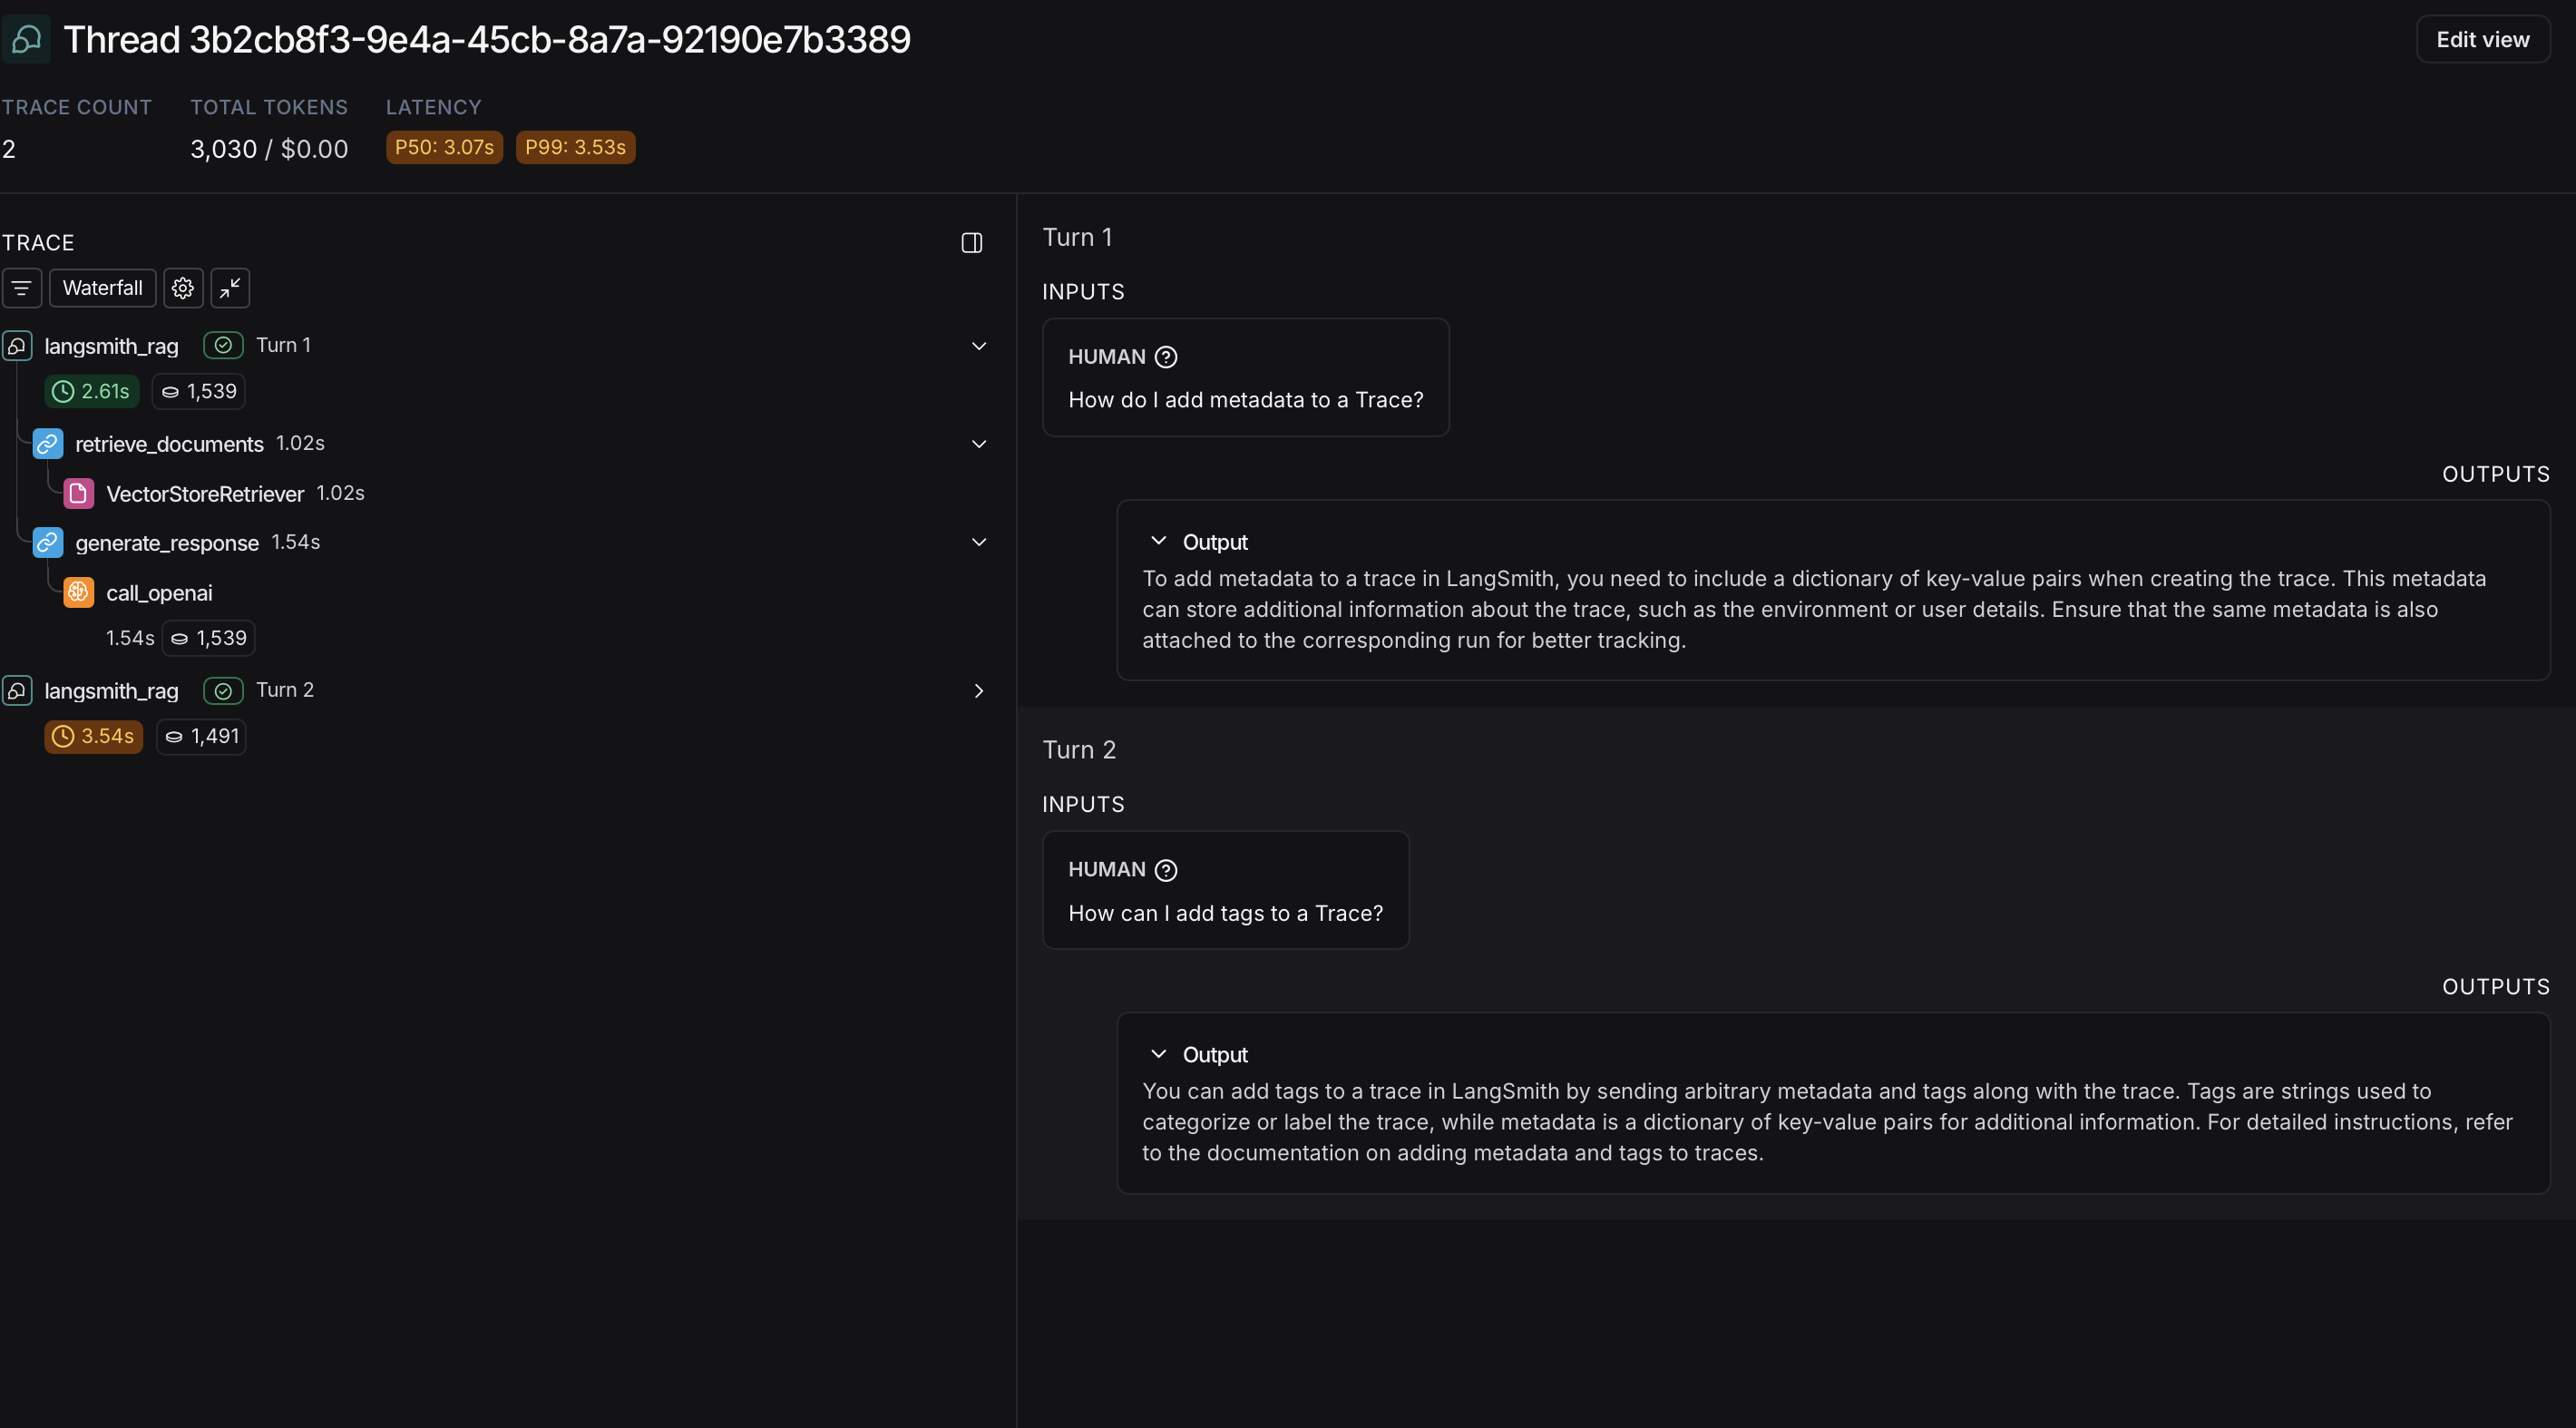 Thread 3b2cb8f3-9e4a-45cb-8a7a-92190e7b3389
Edit view
TRACE COUNT TOTAL TOKENS LATENCY
2 3,030 / $0.00 P50: 3.07s P99: 3.53s
TRACE
Waterfall
langsmith_rag Turn 1
2.61s 1,539
retrieve_documents 1.02s
VectorStoreRetriever 1.02s
generate_response 1.54s
call_openai
1.54s 1,539
langsmith_rag Turn 2
3.54s 1,491
Turn 1
INPUTS
HUMAN
How do I add metadata to a Trace?
OUTPUTS
Output
To add metadata to a trace in LangSmith, you need to include a dictionary of key-value pairs when creating the trace. This metadata
can store additional information about the trace, such as the environment or user details. Ensure that the same metadata is also
attached to the corresponding run for better tracking.
Turn 2
INPUTS
HUMAN
How can I add tags to a Trace?
OUTPUTS
Output
You can add tags to a trace in LangSmith by sending arbitrary metadata and tags along with the trace. Tags are strings used to
categorize or label the trace, while metadata is a dictionary of key-value pairs for additional information. For detailed instructions, refer
to the documentation on adding metadata and tags to traces.